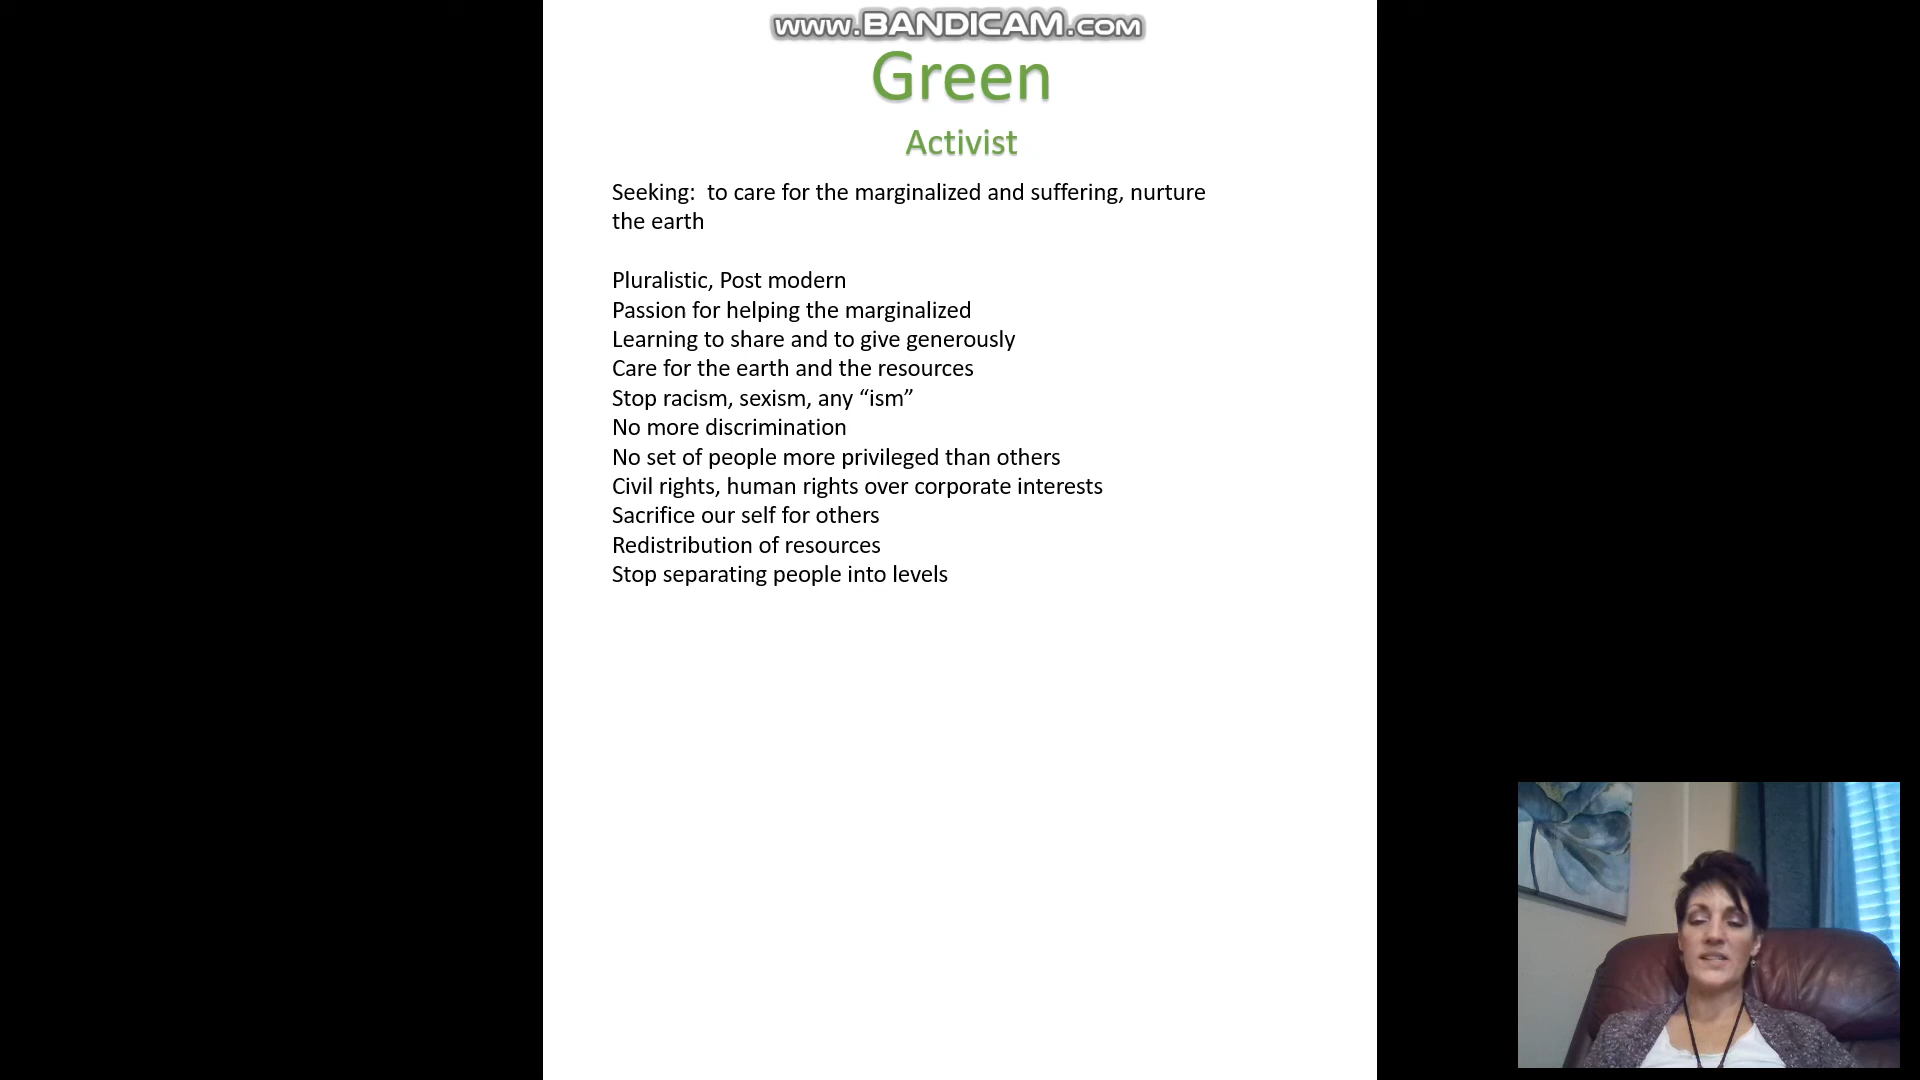 www.BANDICAM.com
Green
Activist
Seeking:  to care for the marginalized and suffering, nurture
the earth
Pluralistic, Post modern
Passion for helping the marginalized
Learning to share and to give generously
Care for the earth and the resources
Stop racism, sexism, any “ism”
No more discrimination
No set of people more privileged than others
Civil rights, human rights over corporate interests
Sacrifice our self for others
Redistribution of resources
Stop separating people into levels